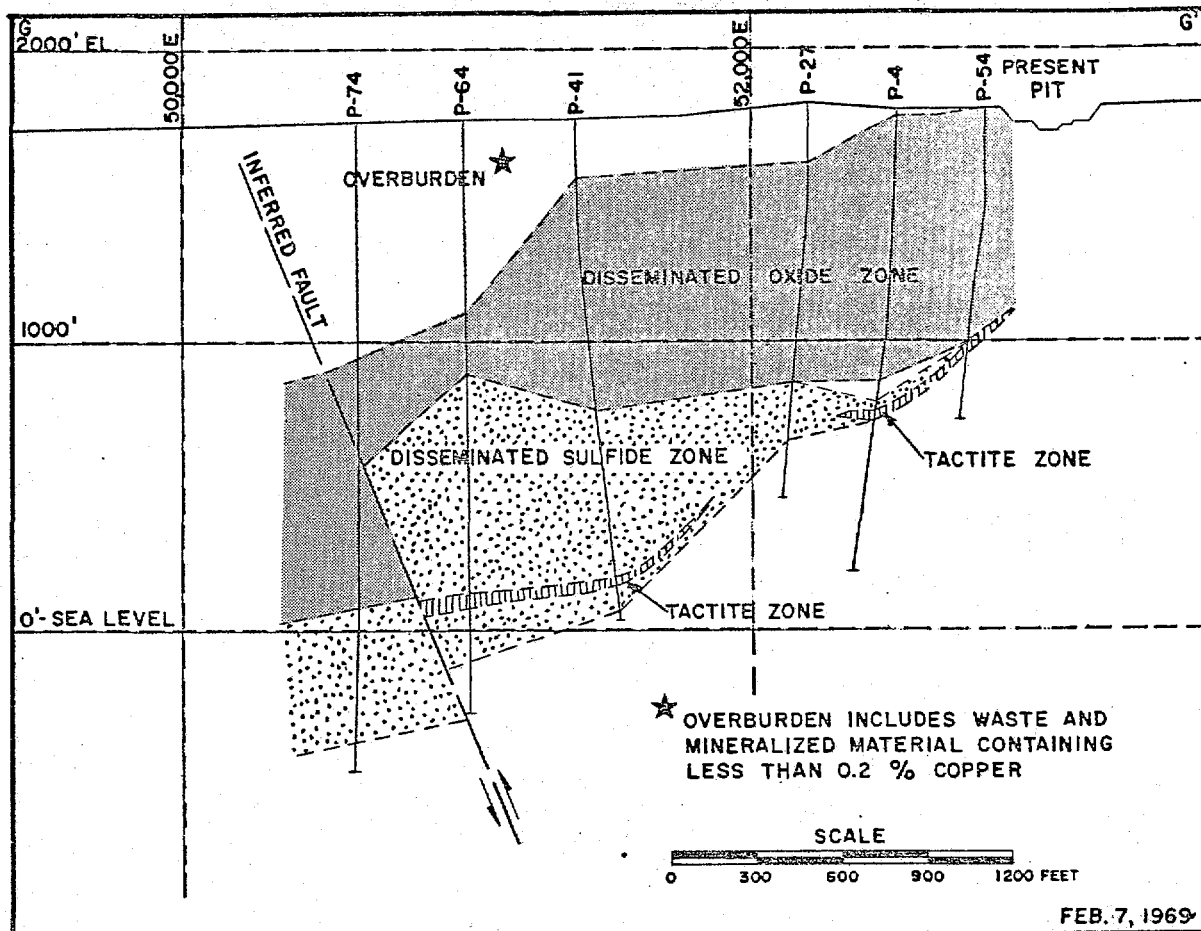 G
G'
2000' EL.
50,000 E
P-74
P-64
P-41
52,000 E
P-27
P-4
P-54
PRESENT
PIT
OVERBURDEN
INFERRED FAULT
DISSEMINATED OXIDE ZONE
1000'
DISSEMINATED SULFIDE ZONE
TACTITE ZONE
TACTITE ZONE
0'- SEA LEVEL
OVERBURDEN INCLUDES WASTE AND
MINERALIZED MATERIAL CONTAINING
LESS THAN 0.2 % COPPER
SCALE
0 300 600 900 1200 FEET
FEB. 7, 1969